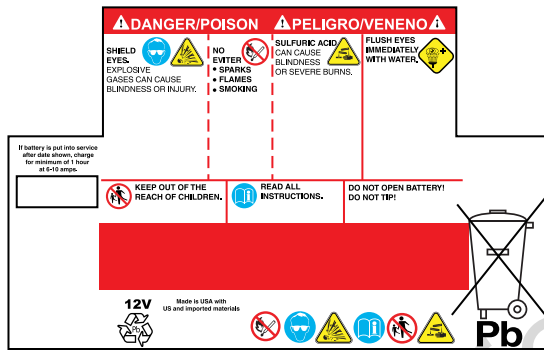 DANGER/POISON
PELIGRO/VENENO
SHIELD
EYES.
EXPLOSIVE
GASES CAN CAUSE
BLINDNESS OR INJURY.
NO
EVITER
• SPARKS
• FLAMES
• SMOKING
SULFURIC ACID
CAN CAUSE
BLINDNESS
OR SEVERE BURNS.
FLUSH EYES
IMMEDIATELY
WITH WATER.
If battery is put into service
after date shown, charge
for minimum of 1 hour
at 6-10 amps.
KEEP OUT OF THE
REACH OF CHILDREN.
READ ALL
INSTRUCTIONS.
DO NOT OPEN BATTERY!
DO NOT TIP!
12V
Pb
Made is USA with
US and imported materials
Pb